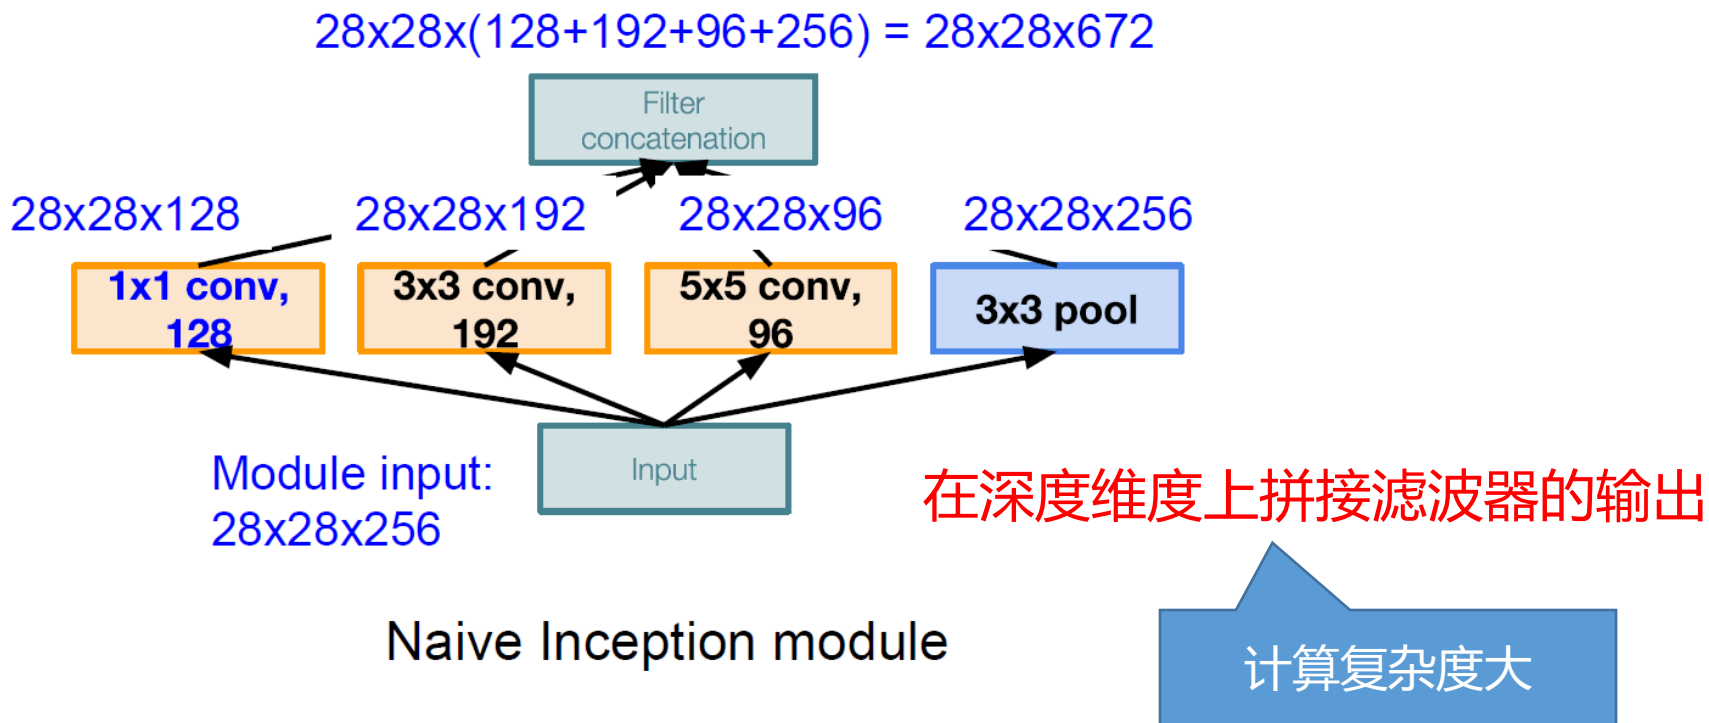 28x28x(128+192+96+256) = 28x28x672
Filter
concatenation
28x28x128
28x28x192
28x28x96
28x28x256
1x1 conv,
128
3x3 conv,
192
5x5 conv,
96
3x3 pool
Module input:
28x28x256
Input
在深度维度上拼接滤波器的输出
Naive Inception module
计算复杂度大